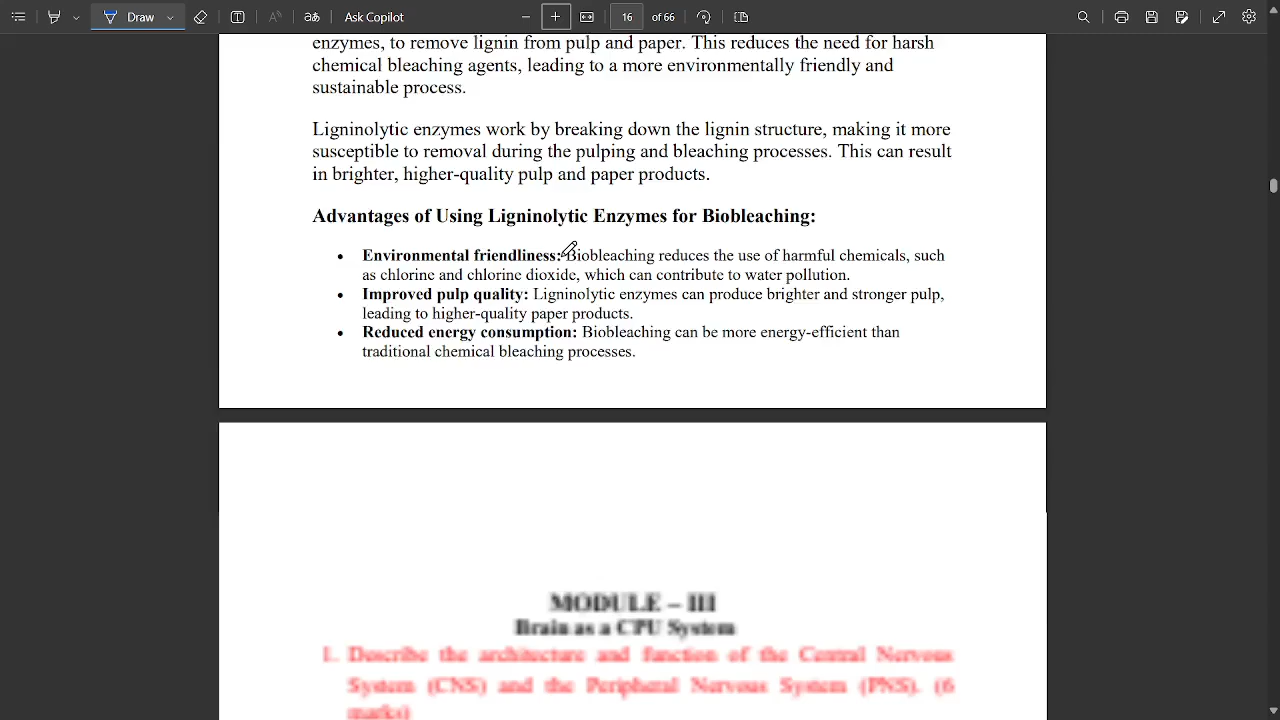 Draw
Ask Copilot
16 of 66
enzymes, to remove lignin from pulp and paper. This reduces the need for harsh
chemical bleaching agents, leading to a more environmentally friendly and
sustainable process.
Ligninolytic enzymes work by breaking down the lignin structure, making it more
susceptible to removal during the pulping and bleaching processes. This can result
in brighter, higher-quality pulp and paper products.
Advantages of Using Ligninolytic Enzymes for Biobleaching:
• Environmental friendliness: Biobleaching reduces the use of harmful chemicals, such
as chlorine and chlorine dioxide, which can contribute to water pollution.
• Improved pulp quality: Ligninolytic enzymes can produce brighter and stronger pulp,
leading to higher-quality paper products.
• Reduced energy consumption: Biobleaching can be more energy-efficient than
traditional chemical bleaching processes.
MODULE – III
Brain as a CPU System
1. Describe the architecture and function of the Central Nervous
System (CNS) and the Peripheral Nervous System (PNS). (6
marks)